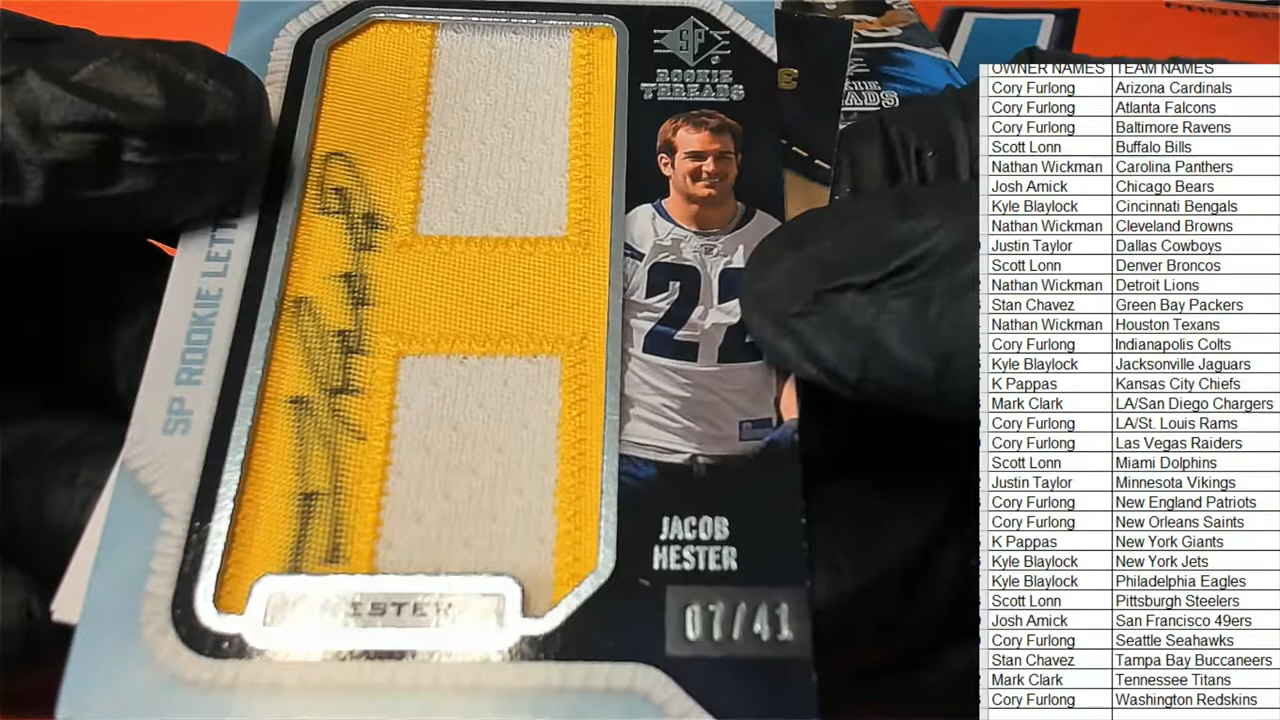 SP
ROOKIE
THREADS
SP ROOKIE LETT
22
JACOB
HESTER
07/41
OWNER NAMES TEAM NAMES
Cory Furlong Arizona Cardinals
Cory Furlong Atlanta Falcons
Cory Furlong Baltimore Ravens
Scott Lonn Buffalo Bills
Nathan Wickman Carolina Panthers
Josh Amick Chicago Bears
Kyle Blaylock Cincinnati Bengals
Nathan Wickman Cleveland Browns
Justin Taylor Dallas Cowboys
Scott Lonn Denver Broncos
Nathan Wickman Detroit Lions
Stan Chavez Green Bay Packers
Nathan Wickman Houston Texans
Cory Furlong Indianapolis Colts
Kyle Blaylock Jacksonville Jaguars
K Pappas Kansas City Chiefs
Mark Clark LA/San Diego Chargers
Cory Furlong LA/St. Louis Rams
Cory Furlong Las Vegas Raiders
Scott Lonn Miami Dolphins
Justin Taylor Minnesota Vikings
Cory Furlong New England Patriots
Cory Furlong New Orleans Saints
K Pappas New York Giants
Kyle Blaylock New York Jets
Kyle Blaylock Philadelphia Eagles
Scott Lonn Pittsburgh Steelers
Josh Amick San Francisco 49ers
Cory Furlong Seattle Seahawks
Stan Chavez Tampa Bay Buccaneers
Mark Clark Tennessee Titans
Cory Furlong Washington Redskins